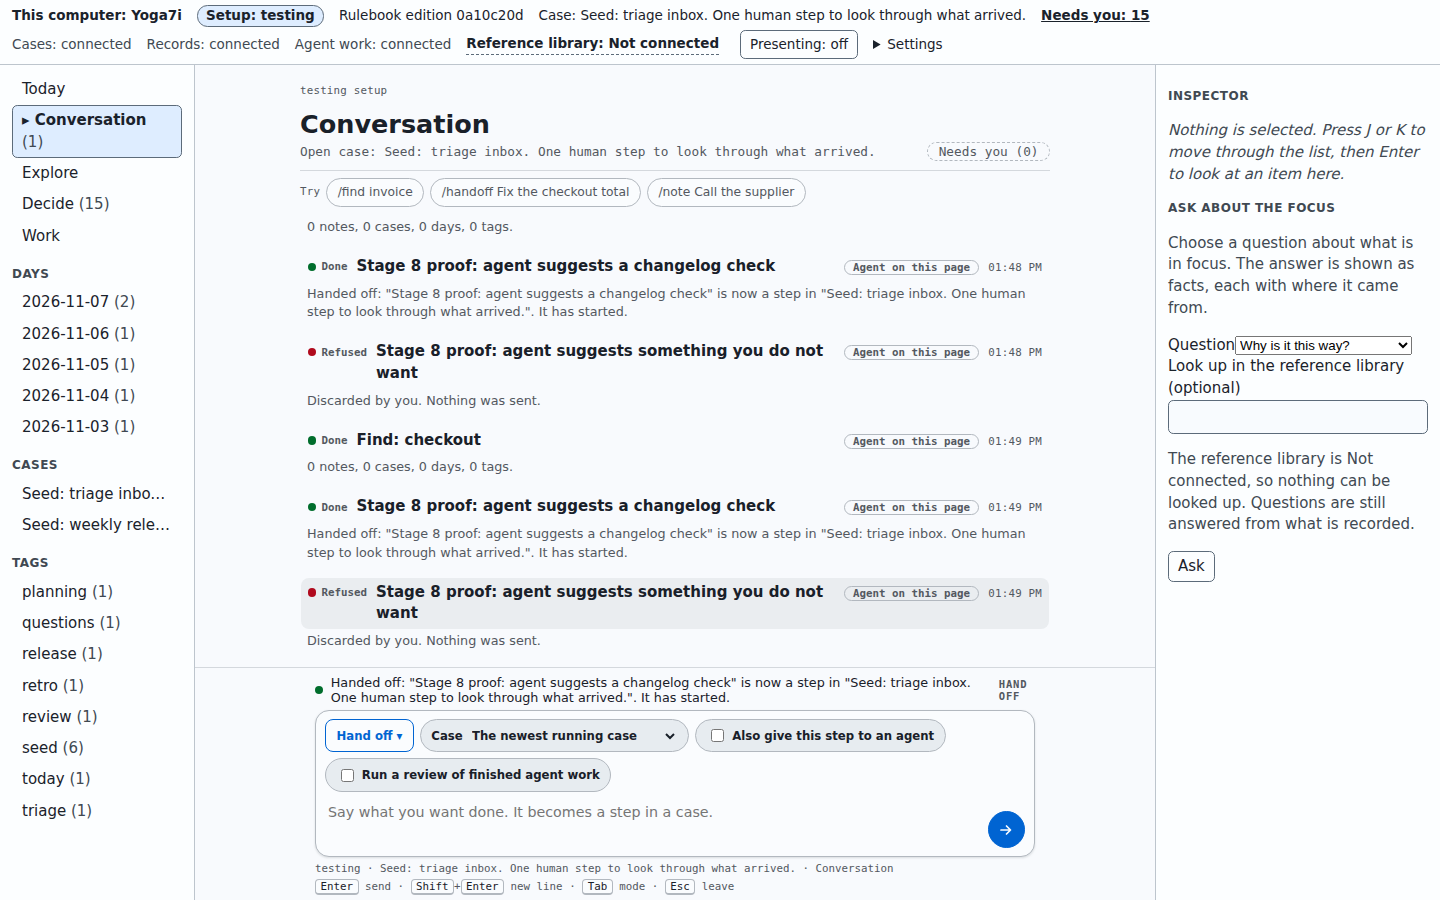 This computer: Yoga7i Setup: testing Rulebook edition 0a10c20d Case: Seed: triage inbox. One human step to look through what arrived. Needs you: 15
Cases: connected Records: connected Agent work: connected Reference library: Not connected Presenting: off ▶ Settings
Today
▸ Conversation
(1)
Explore
Decide (15)
Work
DAYS
2026-11-07 (2)
2026-11-06 (1)
2026-11-05 (1)
2026-11-04 (1)
2026-11-03 (1)
CASES
Seed: triage inbo...
Seed: weekly rele...
TAGS
planning (1)
questions (1)
release (1)
retro (1)
review (1)
seed (6)
today (1)
triage (1)
testing setup
Conversation
Open case: Seed: triage inbox. One human step to look through what arrived. Needs you (0)
Try /find invoice /handoff Fix the checkout total /note Call the supplier
0 notes, 0 cases, 0 days, 0 tags.
Done Stage 8 proof: agent suggests a changelog check Agent on this page 01:48 PM
Handed off: "Stage 8 proof: agent suggests a changelog check" is now a step in "Seed: triage inbox. One human
step to look through what arrived.". It has started.
Refused Stage 8 proof: agent suggests something you do not Agent on this page 01:48 PM
want
Discarded by you. Nothing was sent.
Done Find: checkout Agent on this page 01:49 PM
0 notes, 0 cases, 0 days, 0 tags.
Done Stage 8 proof: agent suggests a changelog check Agent on this page 01:49 PM
Handed off: "Stage 8 proof: agent suggests a changelog check" is now a step in "Seed: triage inbox. One human
step to look through what arrived.". It has started.
Refused Stage 8 proof: agent suggests something you do not Agent on this page 01:49 PM
want
Discarded by you. Nothing was sent.
Handed off: "Stage 8 proof: agent suggests a changelog check" is now a step in "Seed: triage inbox. HAND
One human step to look through what arrived.". It has started. OFF
Hand off ▾ Case The newest running case Also give this step to an agent
Run a review of finished agent work
Say what you want done. It becomes a step in a case.
→
testing · Seed: triage inbox. One human step to look through what arrived. · Conversation
Enter send · Shift+Enter new line · Tab mode · Esc leave
INSPECTOR
Nothing is selected. Press J or K to
move through the list, then Enter
to look at an item here.
ASK ABOUT THE FOCUS
Choose a question about what is
in focus. The answer is shown as
facts, each with where it came
from.
Question Why is it this way?
Look up in the reference library
(optional)
The reference library is Not
connected, so nothing can be
looked up. Questions are still
answered from what is recorded.
Ask